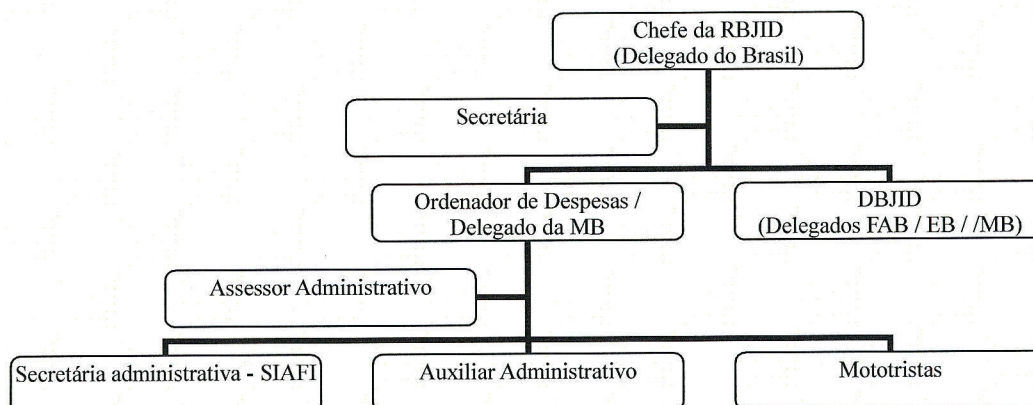 Chefe da RBJID
(Delegado do Brasil)
Secretária
Ordenador de Despesas /
Delegado da MB
DBJID
(Delegados FAB / EB / /MB)
Assessor Administrativo
Secretária administrativa - SIAFI
Auxiliar Administrativo
Mototristas